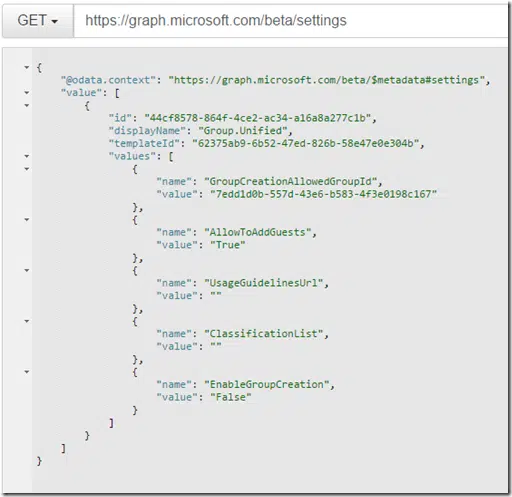 GET https://graph.microsoft.com/beta/settings
{
"@odata.context": "https://graph.microsoft.com/beta/$metadata#settings",
"value": [
{
"id": "44cf8578-864f-4ce2-ac34-a16a8a277c1b",
"displayName": "Group.Unified",
"templateId": "62375ab9-6b52-47ed-826b-58e47e0e304b",
"values": [
{
"name": "GroupCreationAllowedGroupId",
"value": "7edd1d0b-557d-43e6-b583-4f3e0198c167"
},
{
"name": "AllowToAddGuests",
"value": "True"
},
{
"name": "UsageGuidelinesUrl",
"value": ""
},
{
"name": "ClassificationList",
"value": ""
},
{
"name": "EnableGroupCreation",
"value": "False"
}
]
}
]
}